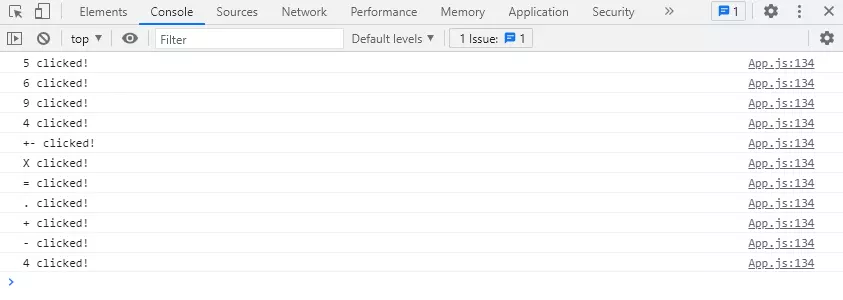 Elements Console Sources Network Performance Memory Application Security » 1
top ▼ Filter Default levels ▼ 1 Issue: 1
5 clicked! App.js:134
6 clicked! App.js:134
9 clicked! App.js:134
4 clicked! App.js:134
+- clicked! App.js:134
X clicked! App.js:134
= clicked! App.js:134
. clicked! App.js:134
+ clicked! App.js:134
- clicked! App.js:134
4 clicked! App.js:134